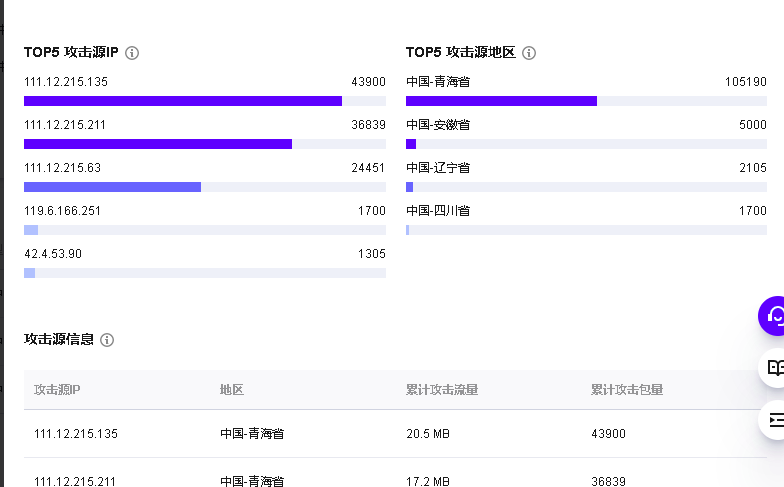 TOP5 攻击源IP
111.12.215.135 43900
111.12.215.211 36839
111.12.215.63 24451
119.6.166.251 1700
42.4.53.90 1305
TOP5 攻击源地区
中国-青海省 105190
中国-安徽省 5000
中国-辽宁省 2105
中国-四川省 1700
攻击源信息
攻击源IP 地区 累计攻击流量 累计攻击包量
111.12.215.135 中国-青海省 20.5 MB 43900
111.12.215.211 中国-青海省 17.2 MB 36839